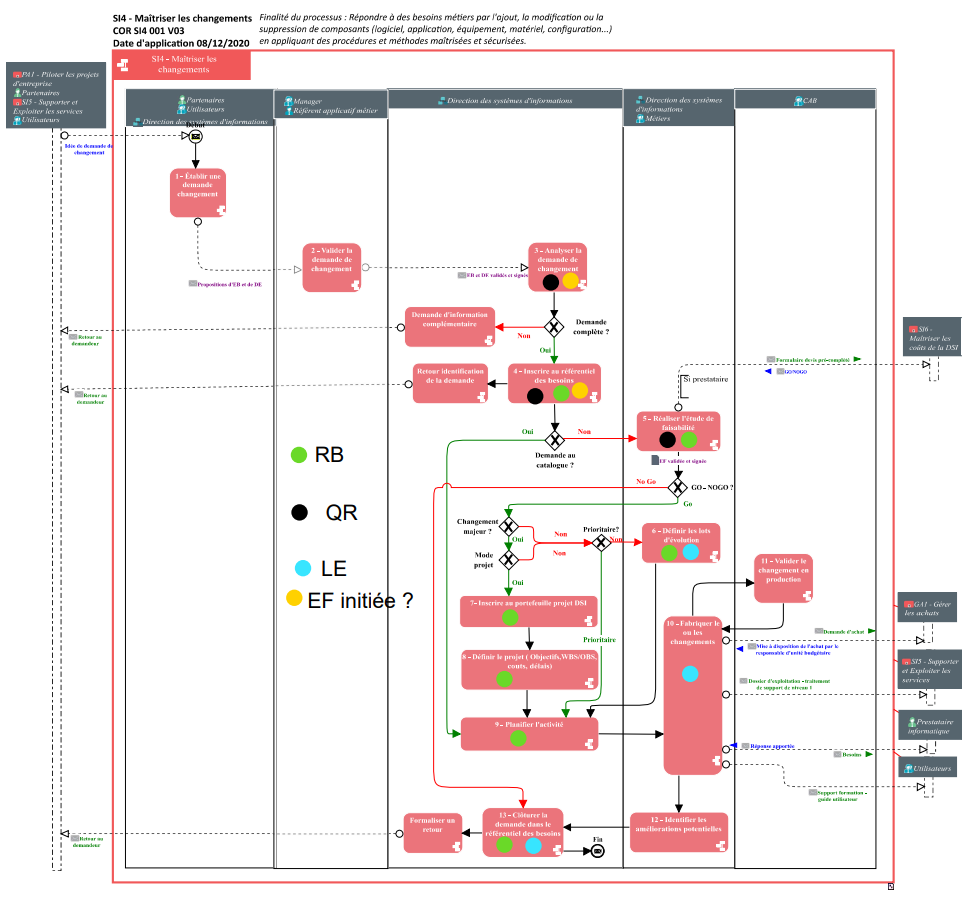 SI4 - Maîtriser les changements
COR SI4 001 V03
Date d'application 08/12/2020
Finalité du processus : Répondre à des besoins métiers par l'ajout, la modification ou la
suppression de composants (logiciel, application, équipement, matériel, configuration...)
en appliquant des procédures et méthodes maîtrisées et sécurisées.
SI4 - Maîtriser les
changements
PA1 - Piloter les projets
d'entreprise
Partenaires
SI5 - Supporter et
Exploiter les services
Utilisateurs
Partenaires
Utilisateurs
Direction des systèmes d'informations
Manager
Référent applicatif métier
Direction des systèmes d'informations
Direction des systèmes
d'informations
Métiers
CAB
Idée de demande de
changement
1 - Établir une
demande
changement
Propositions d'EB et de DE
2 - Valider la
demande de
changement
EB et DE validés et signés
3 - Analyser la
demande de
changement
Demande d'information
complémentaire
Non
Demande
complète ?
Oui
Retour au
demandeur
Retour identification
de la demande
4 - Inscrire au référentiel
des besoins
Retour au
demandeur
SI6 -
Maîtriser les
coûts de la DSI
Formulaire devis pré-complété
GO/NOGO
Si prestataire
5 - Réaliser l'étude de
faisabilité
Oui
Non
Demande au
catalogue ?
EF validée et signée
No Go
GO - NOGO ?
Go
RB
QR
LE
EF initiée ?
Changement
majeur ?
Oui
Non
Prioritaire?
Non
Mode
projet
Non
Oui
6 - Définir les lots
d'évolution
11 - Valider le
changement en
production
7- Inscrire au portefeuille projet DSI
Prioritaire
8 - Définir le projet ( Objectifs,WBS/OBS,
couts, délais)
9 - Planifier l'activité
10 - Fabriquer le
ou les
changements
GA1 - Gérer
les achats
Demande d'achat
Mise à disposition de l'achat par le
responsable d'unité budgétaire
SI5 - Supporter
et Exploiter les
services
Dossier d'exploitation - traitement
de support de niveau 1
Prestataire
informatique
Réponse apportée
Besoins
Utilisateurs
Support formation -
guide utilisateur
Formaliser un
retour
13 - Clôturer la
demande dans le
référentiel des besoins
12 - Identifier les
améliorations potentielles
Fin
Retour au
demandeur